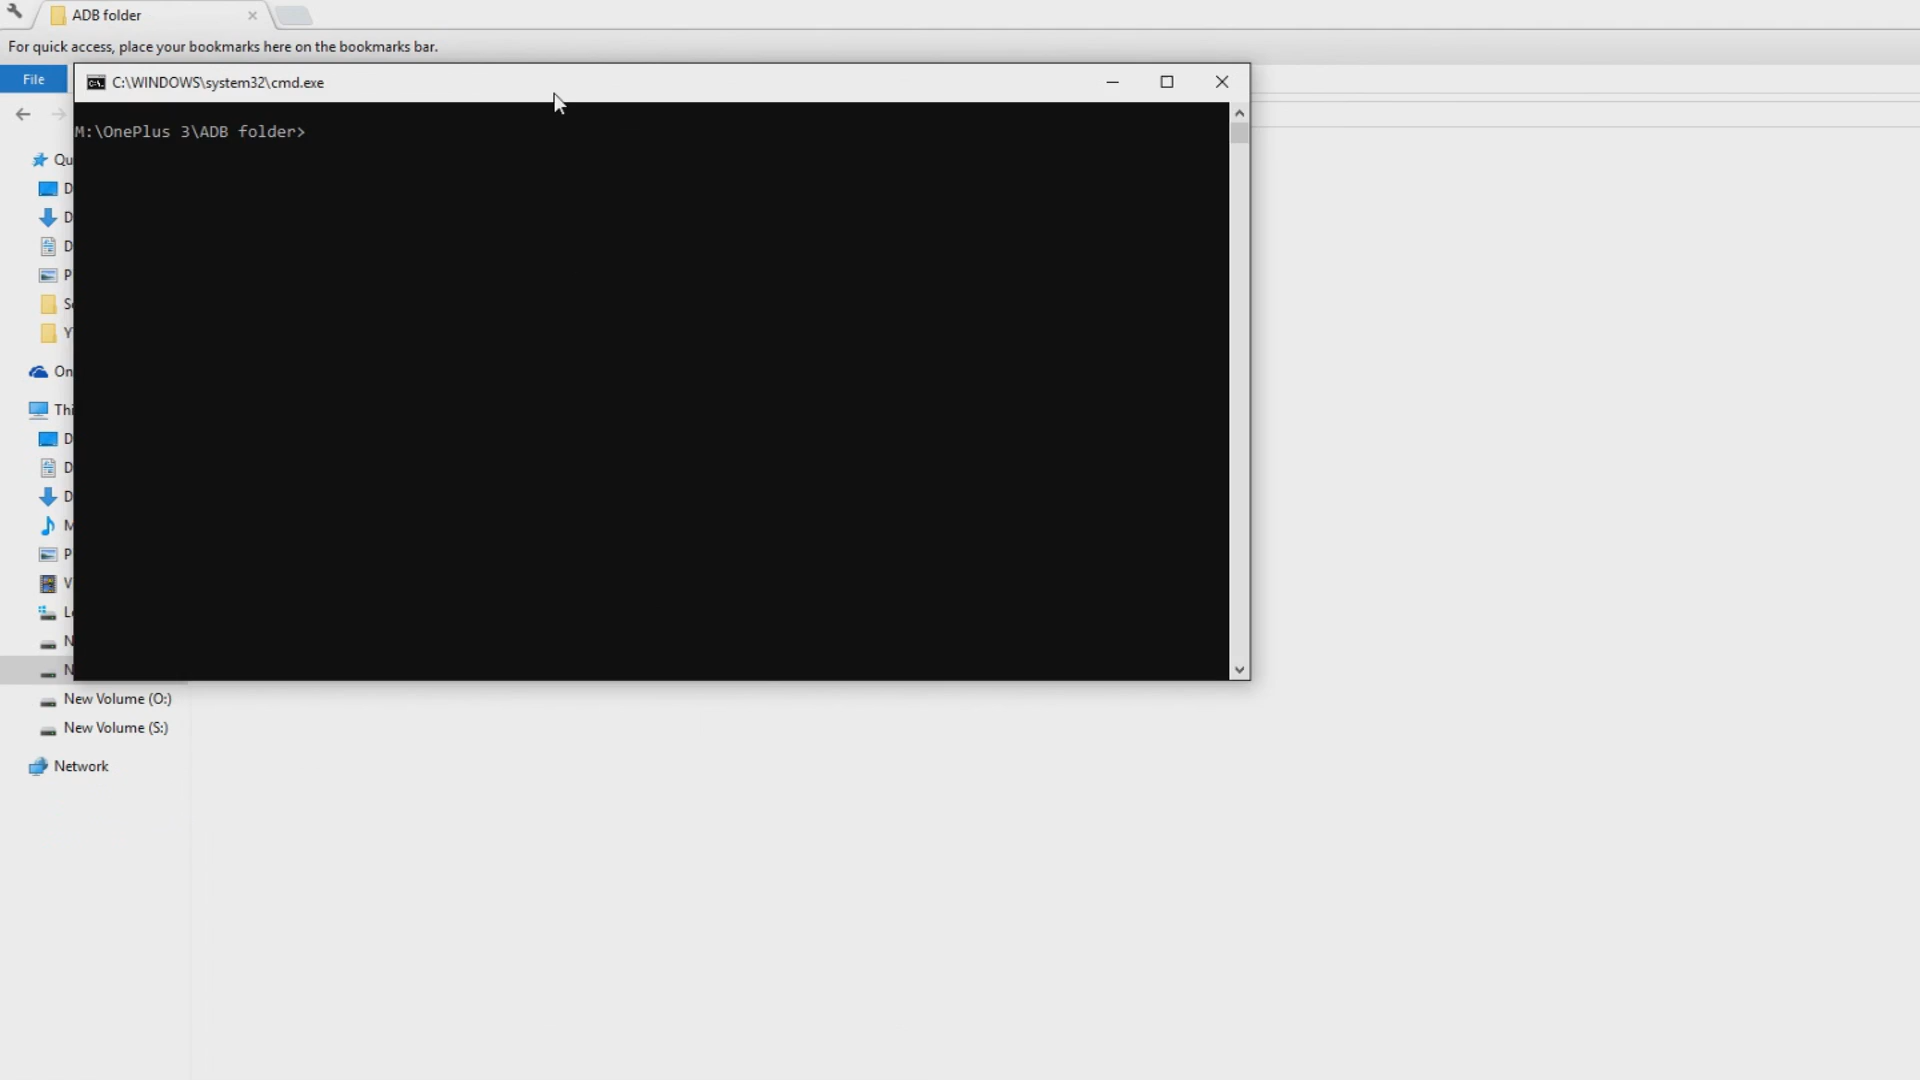 ADB folder
For quick access, place your bookmarks here on the bookmarks bar.
File
C:\WINDOWS\system32\cmd.exe
M:\OnePlus 3\ADB folder>
Qu
D
D
D
P
Y
On
Thi
D
D
D
M
P
V
N
N
New Volume (O:)
New Volume (S:)
Network